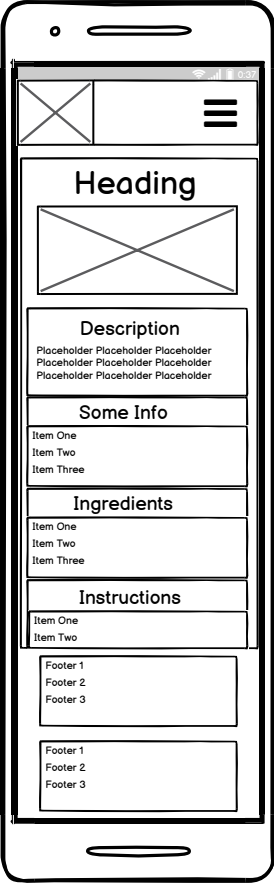 0:37
Heading
Description
Placeholder Placeholder Placeholder
Placeholder Placeholder Placeholder
Placeholder Placeholder Placeholder
Some Info
Item One
Item Two
Item Three
Ingredients
Item One
Item Two
Item Three
Instructions
Item One
Item Two
Footer 1
Footer 2
Footer 3
Footer 1
Footer 2
Footer 3